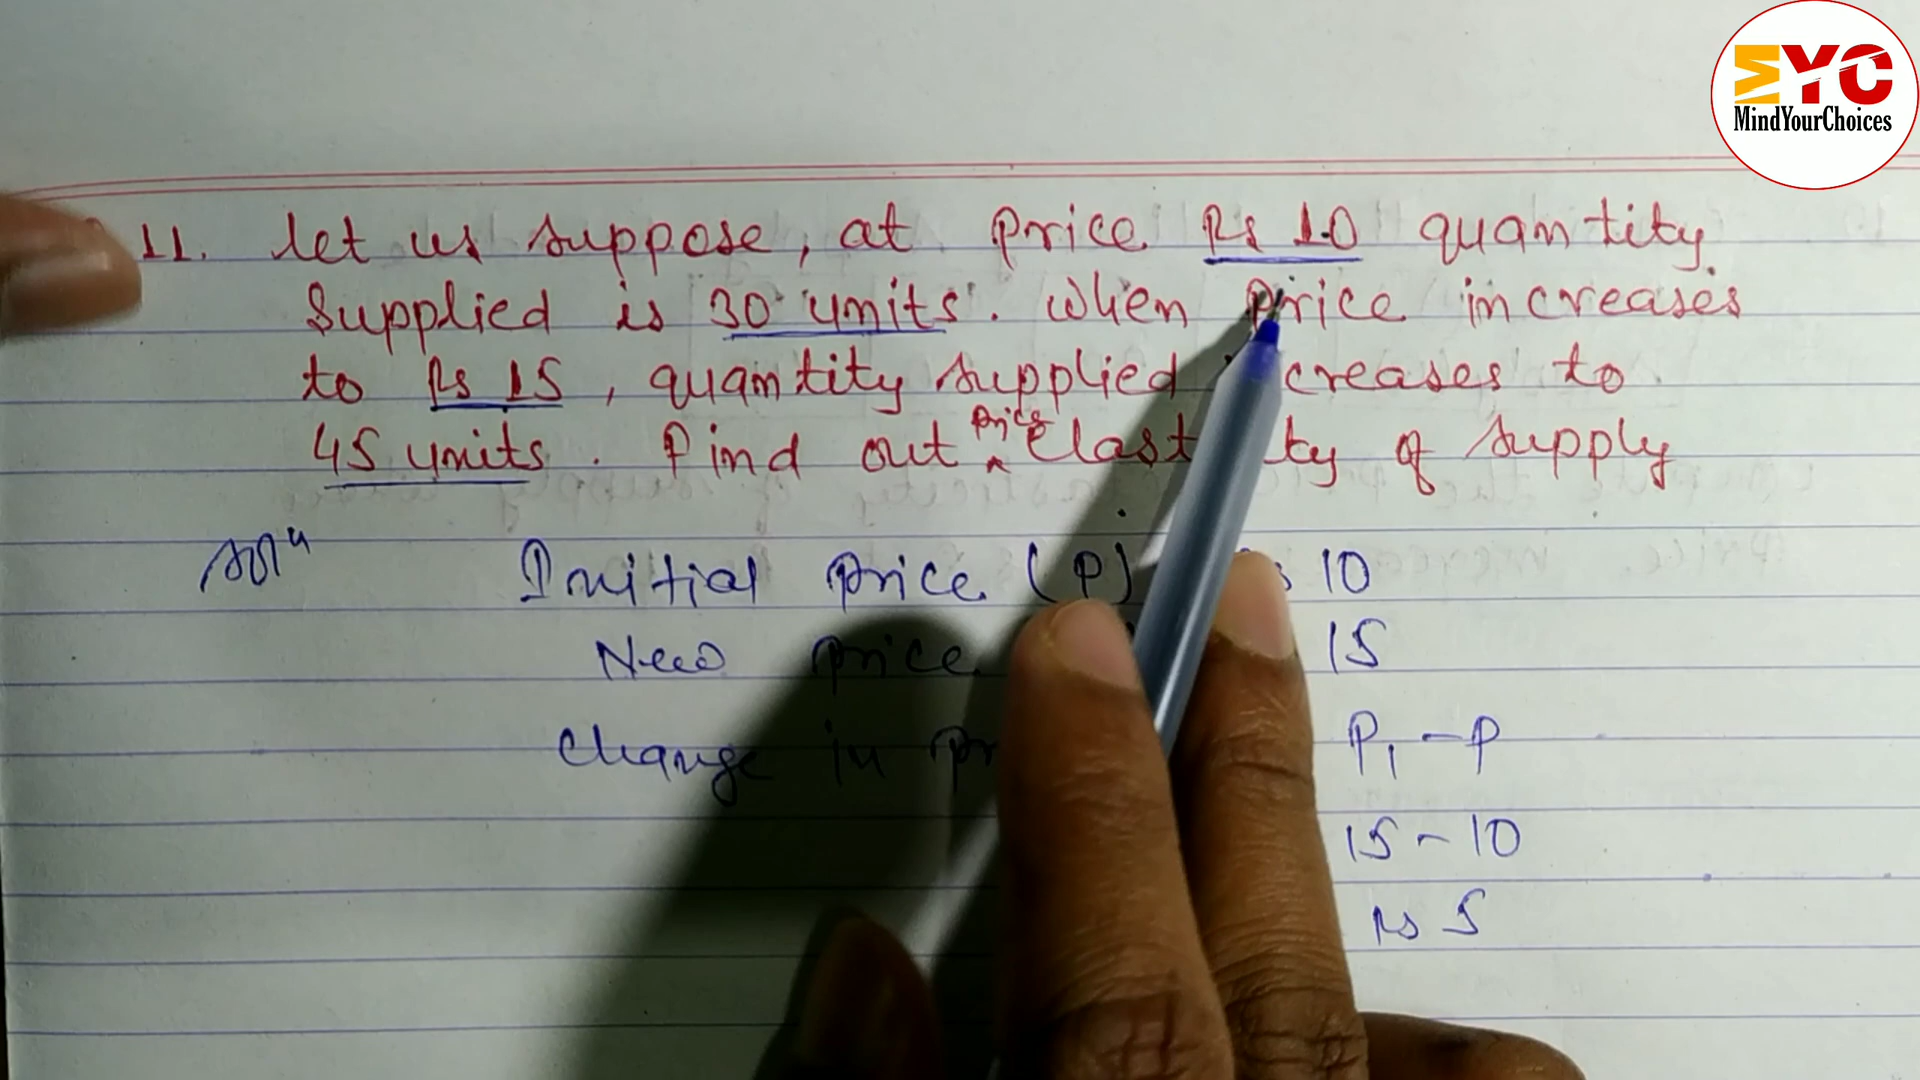 MYC
MindYourChoices
11. Let us suppose, at price Rs 10 quantity
Supplied is 30 units. When price increases
to Rs 15, quantity supplied creases to
45 units. Find out price elast ty of supply
Soln Initial price (P) 10
New price 15
Change in P1 - P
15 - 10
Rs 5